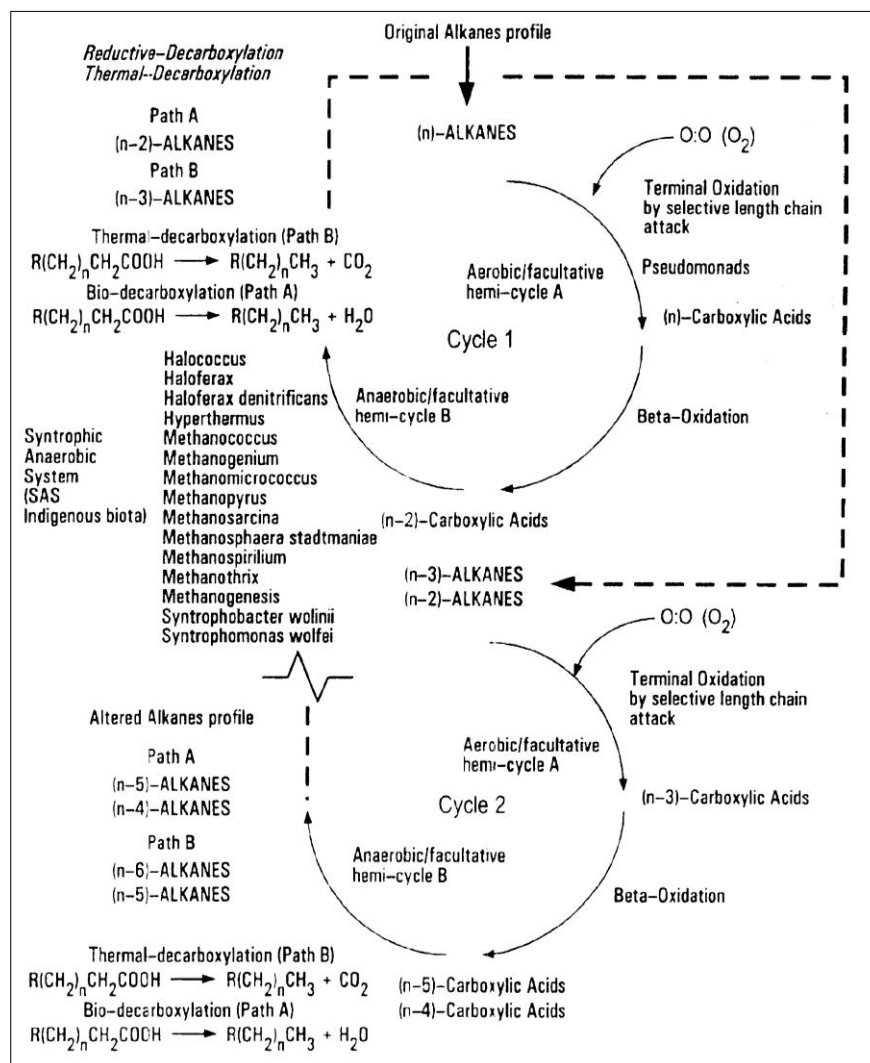 Original Alkanes profile
Reductive-Decarboxylation
Thermal-Decarboxylation
Path A
(n-2)-ALKANES
Path B
(n-3)-ALKANES
Thermal-decarboxylation (Path B)
R(CH₂)ₙCH₂COOH → R(CH₂)ₙCH₃ + CO₂
Bio-decarboxylation (Path A)
R(CH₂)ₙCH₂COOH → R(CH₂)ₙCH₃ + H₂O
(n)-ALKANES
O:O (O₂)
Terminal Oxidation
by selective length chain
attack
Pseudomonads
Aerobic/facultative
hemi-cycle A
(n)-Carboxylic Acids
Cycle 1
Anaerobic/facultative
hemi-cycle B
Beta-Oxidation
(n-2)-Carboxylic Acids
Syntrophic
Anaerobic
System
(SAS
Indigenous biota)
Halococcus
Haloferax
Haloferax denitrificans
Hyperthermus
Methanococcus
Methanogenium
Methanomicrococcus
Methanopyrus
Methanosarcina
Methanosphaera stadtmaniae
Methanospirilium
Methanothrix
Methanogenesis
Syntrophobacter wolinii
Syntrophomonas wolfei
(n-3)-ALKANES
(n-2)-ALKANES
O:O (O₂)
Terminal Oxidation
by selective length chain
attack
Aerobic/facultative
hemi-cycle A
(n-3)-Carboxylic Acids
Cycle 2
Anaerobic/facultative
hemi-cycle B
Beta-Oxidation
Altered Alkanes profile
Path A
(n-5)-ALKANES
(n-4)-ALKANES
Path B
(n-6)-ALKANES
(n-5)-ALKANES
Thermal-decarboxylation (Path B)
R(CH₂)ₙCH₂COOH → R(CH₂)ₙCH₃ + CO₂
Bio-decarboxylation (Path A)
R(CH₂)ₙCH₂COOH → R(CH₂)ₙCH₃ + H₂O
(n-5)-Carboxylic Acids
(n-4)-Carboxylic Acids